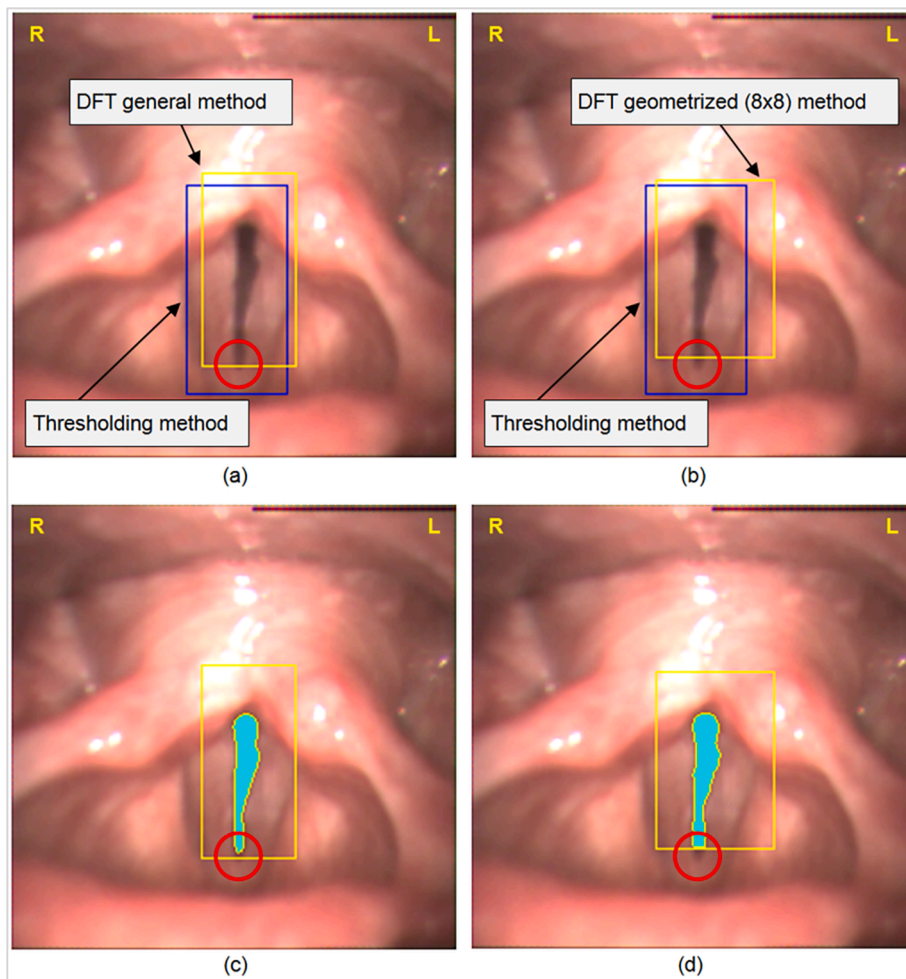 R L
DFT general method
Thresholding method
(a)
R L
DFT geometrized (8x8) method
Thresholding method
(b)
R L
(c)
R L
(d)